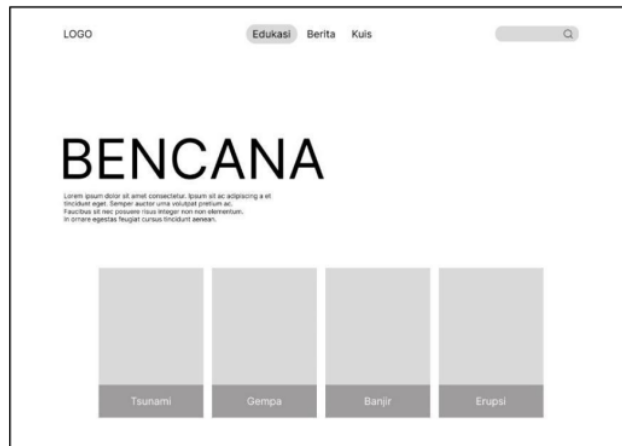 LOGO
Edukasi Berita Kuis
BENCANA
Lorem ipsum dolor sit amet consectetur. Ipsum sit ac adipiscing a et
tincidunt eget. Semper auctor urna volutpat pretium ac.
Faucibus sit nec posuere risus integer non non elementum.
In ornare egestas feugiat cursus tincidunt aenean.
Tsunami
Gempa
Banjir
Erupsi